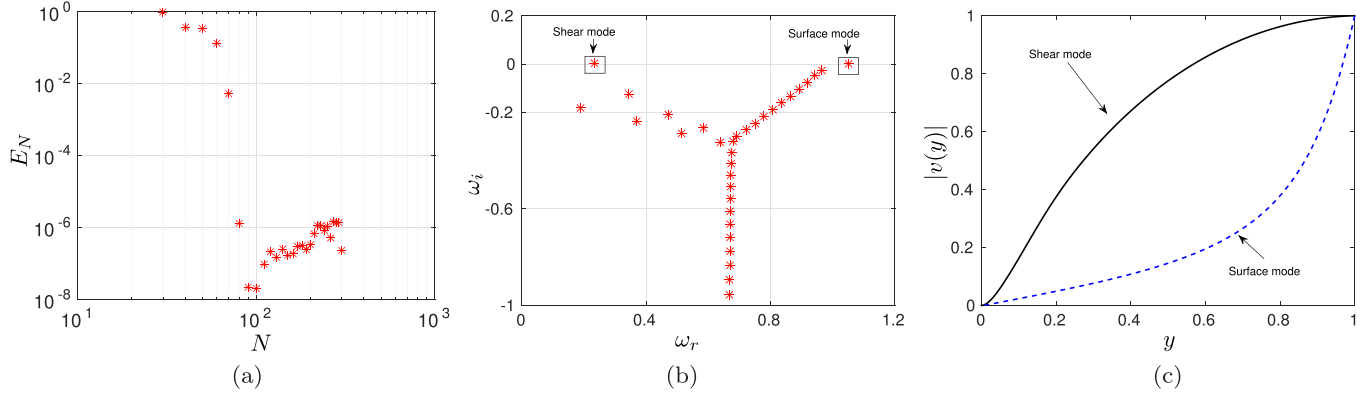 10^0
10^-2
10^-4
10^-6
10^-8
E_N
10^1
10^2
10^3
N
(a)
0.2
0
-0.2
-0.6
-1
ω_i
Shear mode
Surface mode
0
0.4
0.8
1.2
ω_r
(b)
1
0.8
0.6
0.4
0.2
0
|v(y)|
Shear mode
Surface mode
0
0.2
0.4
0.6
0.8
1
y
(c)